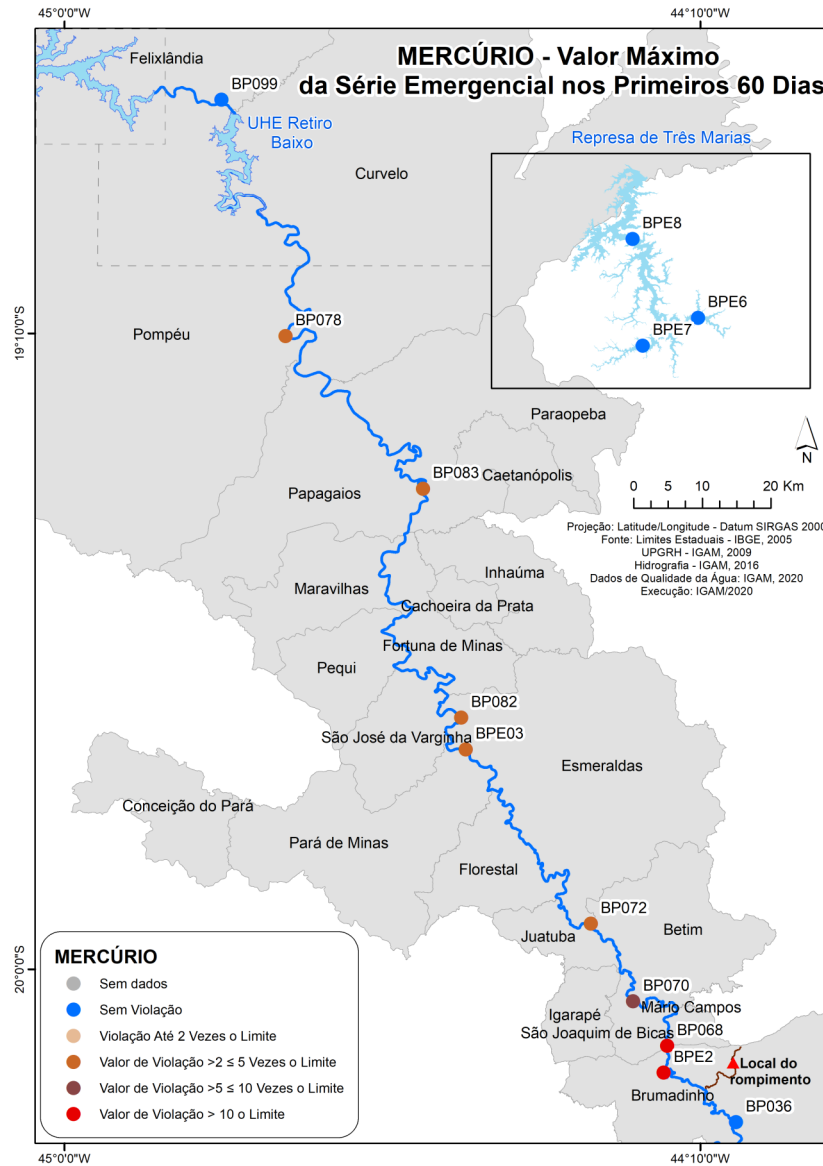 45°0'0"W
44°10'0"W
MERCÚRIO - Valor Máximo
da Série Emergencial nos Primeiros 60 Dias
Felixlândia
BP099
UHE Retiro
Baixo
Curvelo
Represa de Três Marias
BPE8
BPE6
BPE7
19°10'0"S
Pompéu
BP078
Paraopeba
BP083
Caetanópolis
Papagaios
N
0 5 10 20 Km
Projeção: Latitude/Longitude - Datum SIRGAS 2000
Fonte: Limites Estaduais - IBGE, 2005
UPGRH - IGAM, 2009
Hidrografia - IGAM, 2016
Dados de Qualidade da Água: IGAM, 2020
Execução: IGAM/2020
Inhaúma
Maravilhas
Cachoeira da Prata
Fortuna de Minas
Pequi
BP082
São José da Varginha
BPE03
Esmeraldas
Conceição do Pará
Pará de Minas
Florestal
BP072
Juatuba
Betim
20°0'0"S
BP070
Mário Campos
Igarapé
São Joaquim de Bicas
BP068
BPE2
Local do
rompimento
Brumadinho
BP036
MERCÚRIO
Sem dados
Sem Violação
Violação Até 2 Vezes o Limite
Valor de Violação >2 ≤ 5 Vezes o Limite
Valor de Violação >5 ≤ 10 Vezes o Limite
Valor de Violação > 10 o Limite
45°0'0"W
44°10'0"W